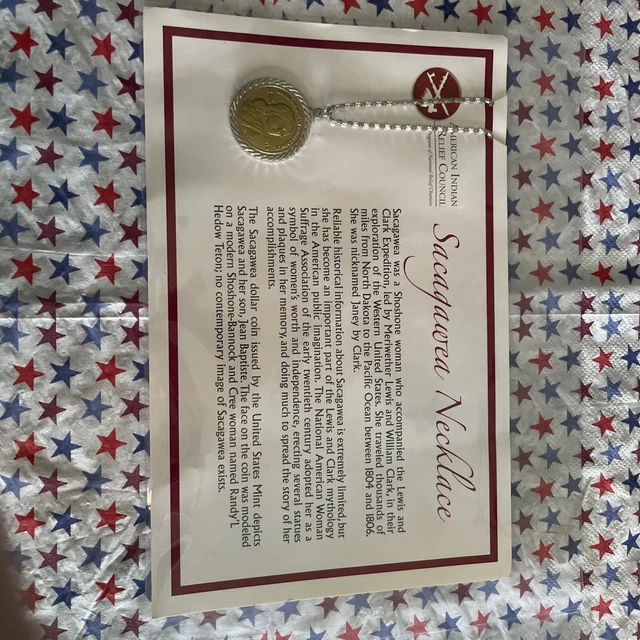 AMERICAN INDIAN
RELIEF COUNCIL
Sacagawea Necklace
Sacagawea was a Shoshone woman who accompanied the Lewis and
Clark Expedition, led by Meriwether Lewis and William Clark, in their
exploration of the Western United States. She traveled thousands of
miles from North Dakota to the Pacific Ocean between 1804 and 1806.
She was nicknamed Janey by Clark.
Reliable historical information about Sacagawea is extremely limited, but
she has become an important part of the Lewis and Clark mythology
in the American public imagination. The National American Woman
Suffrage Association of the early twentieth century adopted her as a
symbol of women's worth and independence, erecting several statues
and plaques in her memory, and doing much to spread the story of her
accomplishments.
The Sacagawea dollar coin issued by the United States Mint depicts
Sacagawea and her son, Jean Baptiste. The face on the coin was modeled
on a modern Shoshone-Bannock and Cree woman named Randy'L
Hedow Teton; no contemporary image of Sacagawea exists.